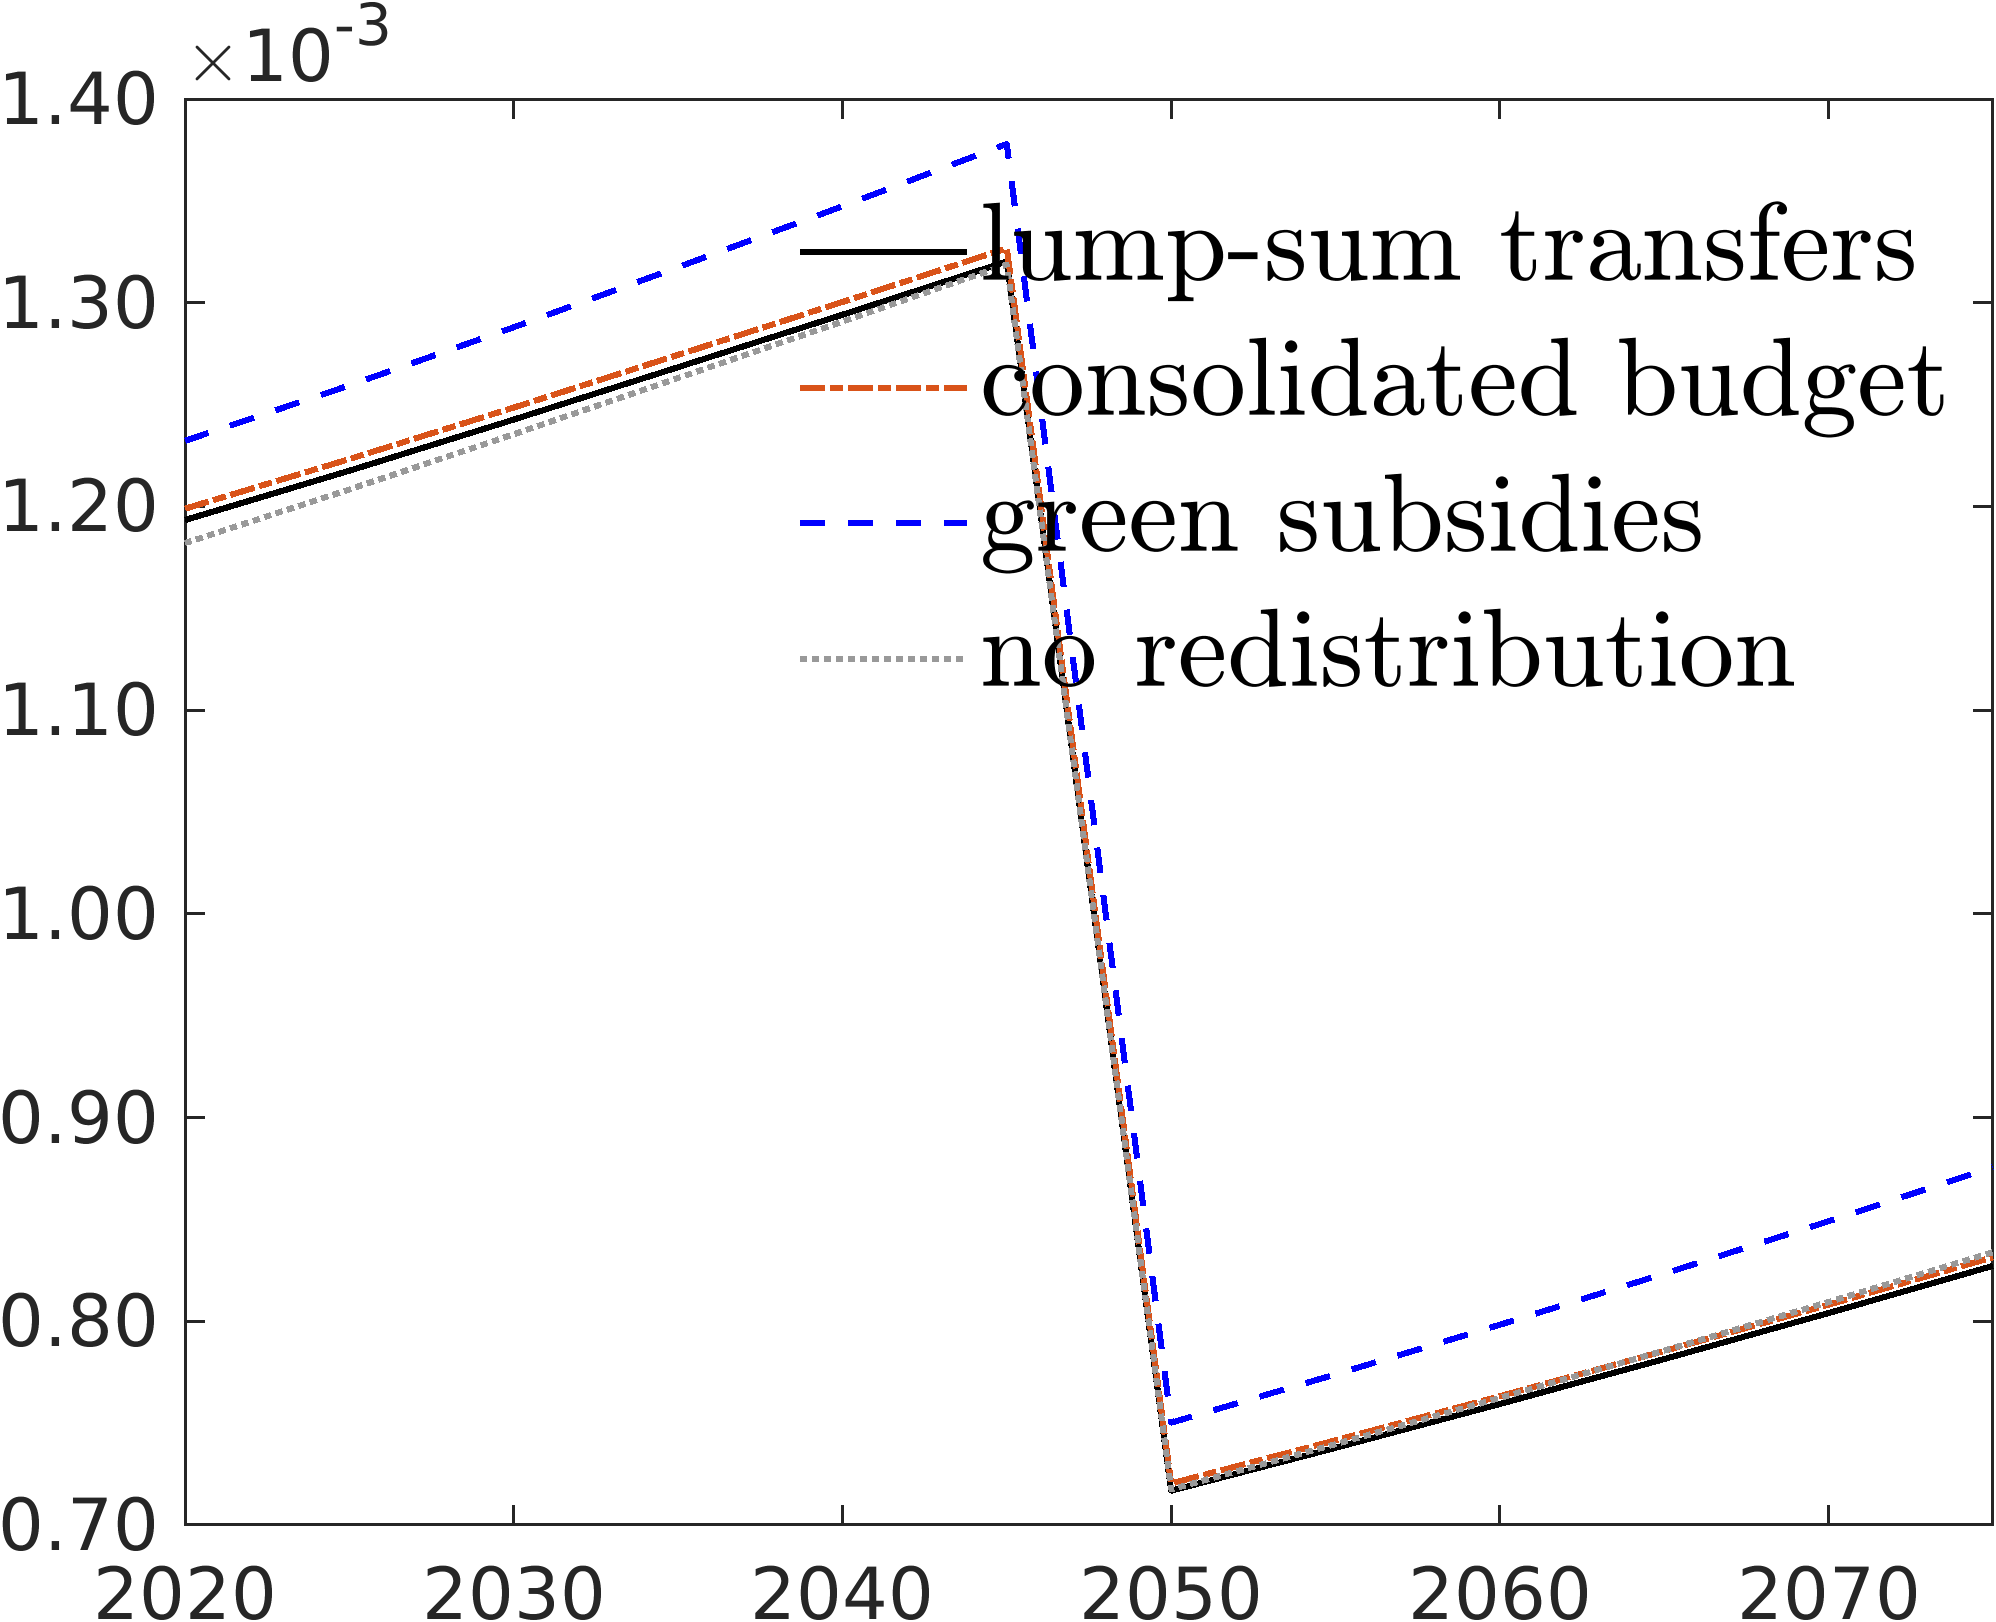 ×10-3
1.40
1.30
1.20
1.10
1.00
0.90
0.80
0.70
lump-sum transfers
consolidated budget
green subsidies
no redistribution
2020 2030 2040 2050 2060 2070